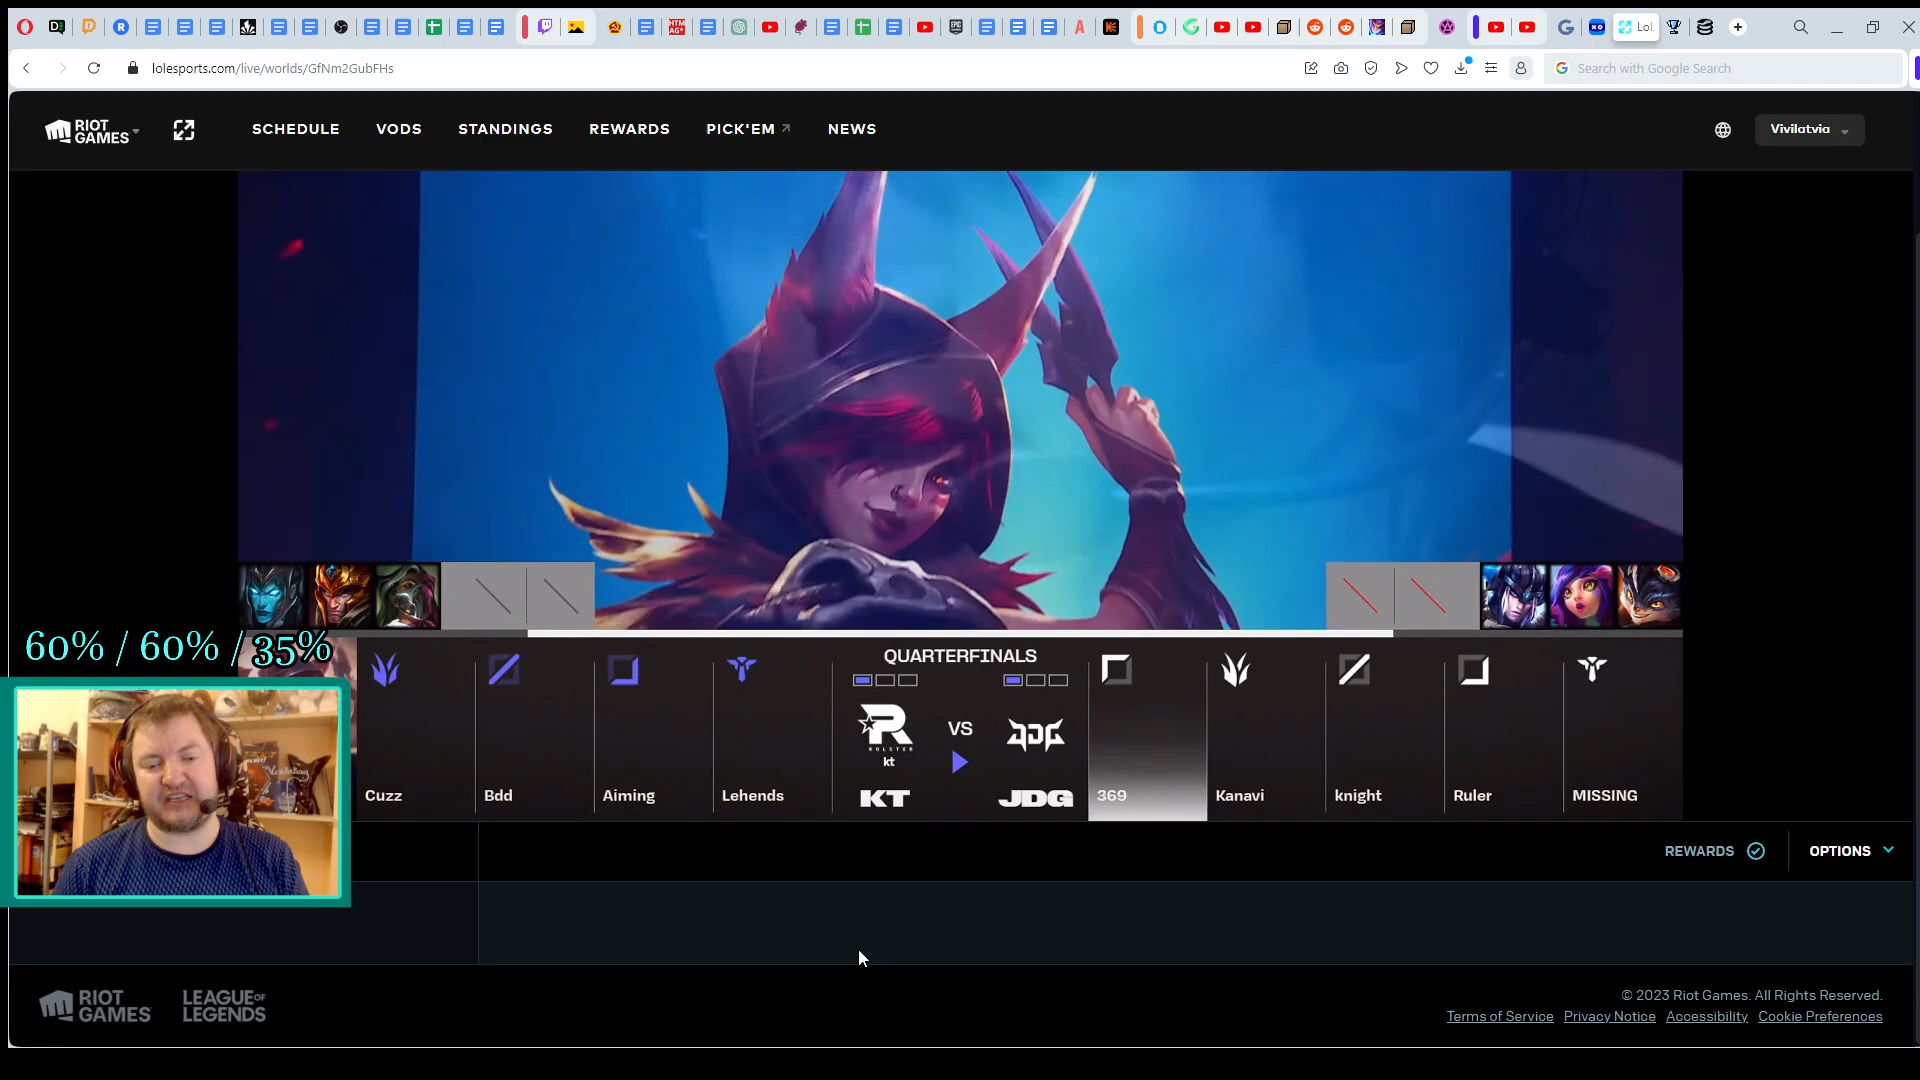 Lol
lolesports.com/live/worlds/GfNm2GubFHs
Search with Google Search
RIOT GAMES
SCHEDULE
VODS
STANDINGS
REWARDS
PICK'EM
NEWS
Vivilatvia
60% / 60% / 35%
QUARTERFINALS
ROLSTER
kt
VS
KT
JDG
Cuzz
Bdd
Aiming
Lehends
369
Kanavi
knight
Ruler
MISSING
REWARDS
OPTIONS
RIOT GAMES
LEAGUE OF LEGENDS
© 2023 Riot Games. All Rights Reserved.
Terms of Service Privacy Notice Accessibility Cookie Preferences